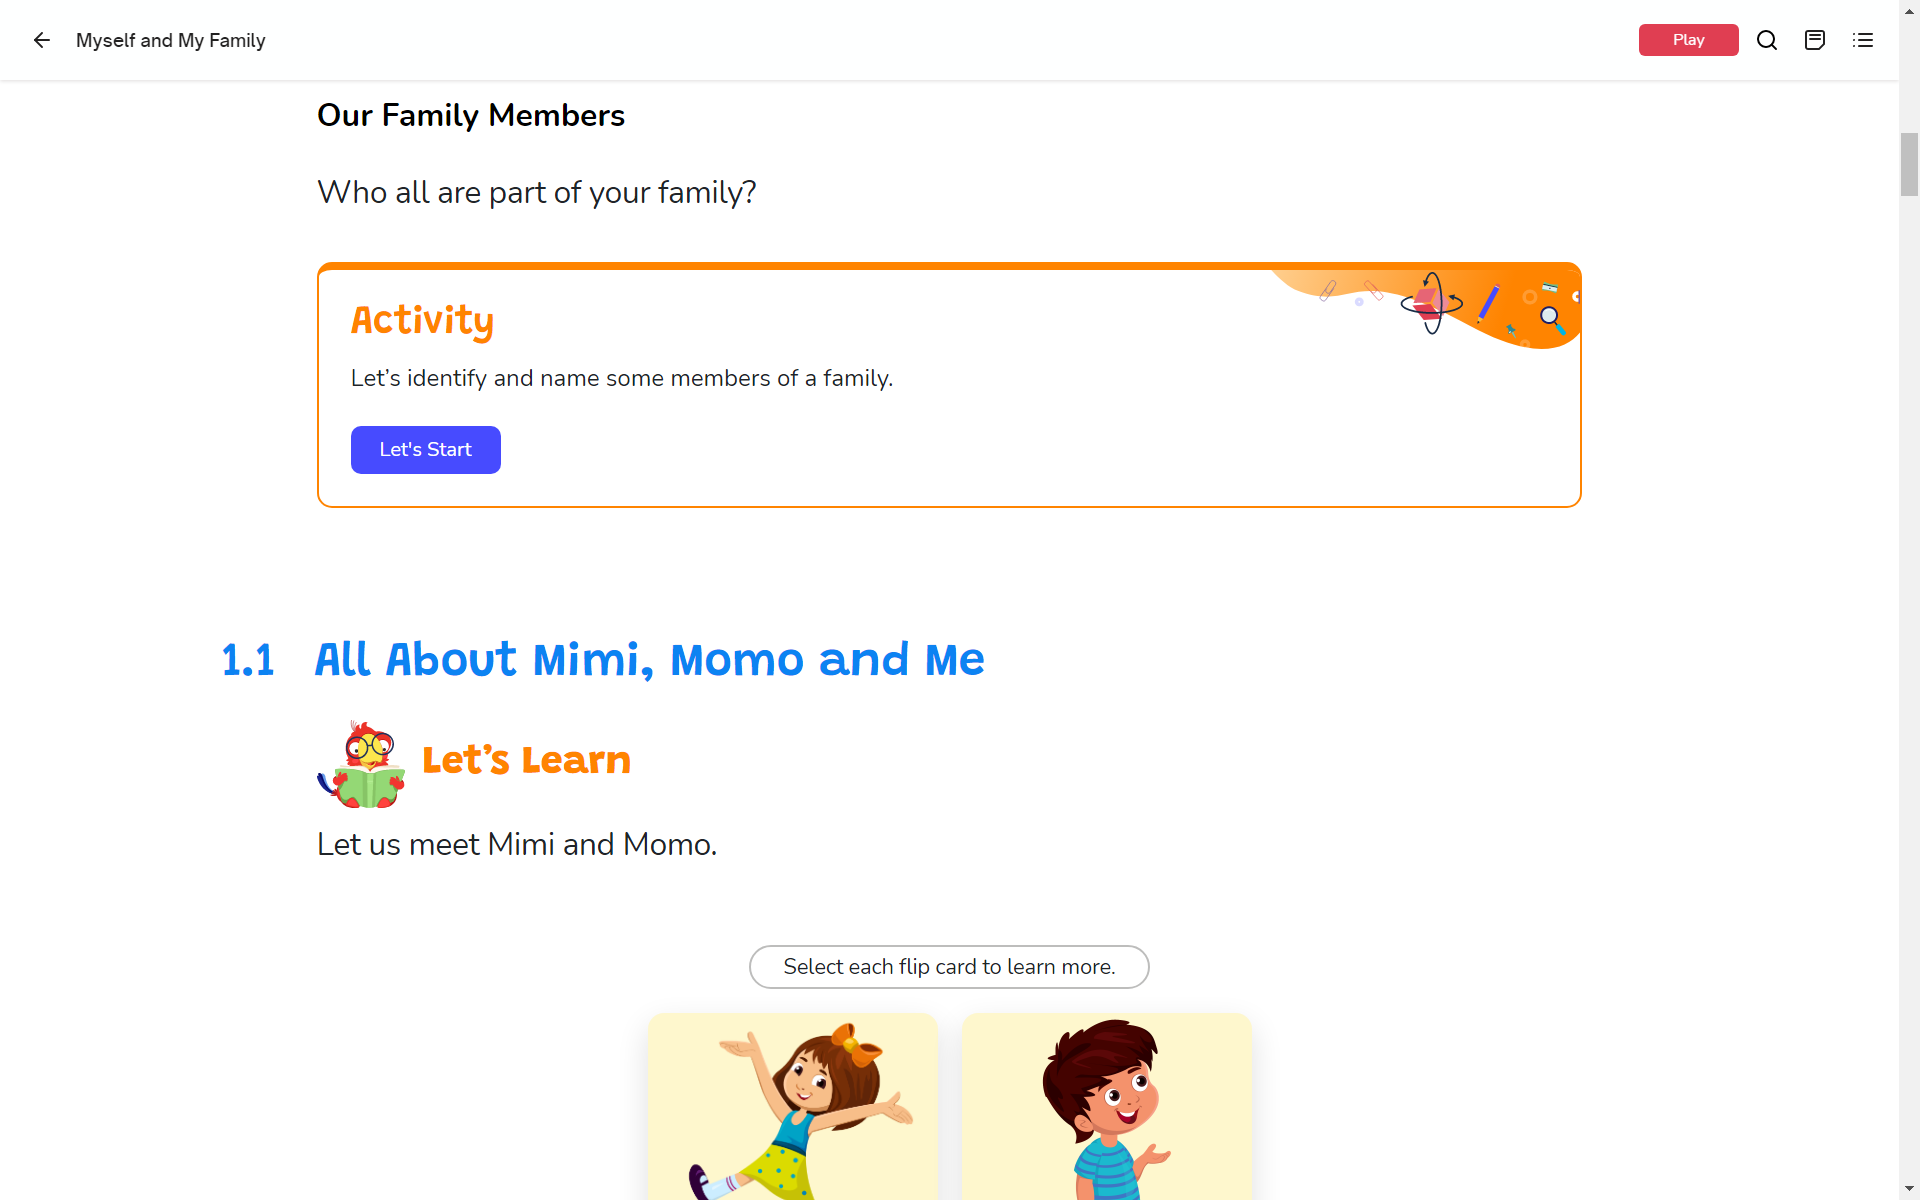 Myself and My Family
Play
Our Family Members
Who all are part of your family?
Activity
Let’s identify and name some members of a family.
Let's Start
1.1 All About Mimi, Momo and Me
Let’s Learn
Let us meet Mimi and Momo.
Select each flip card to learn more.